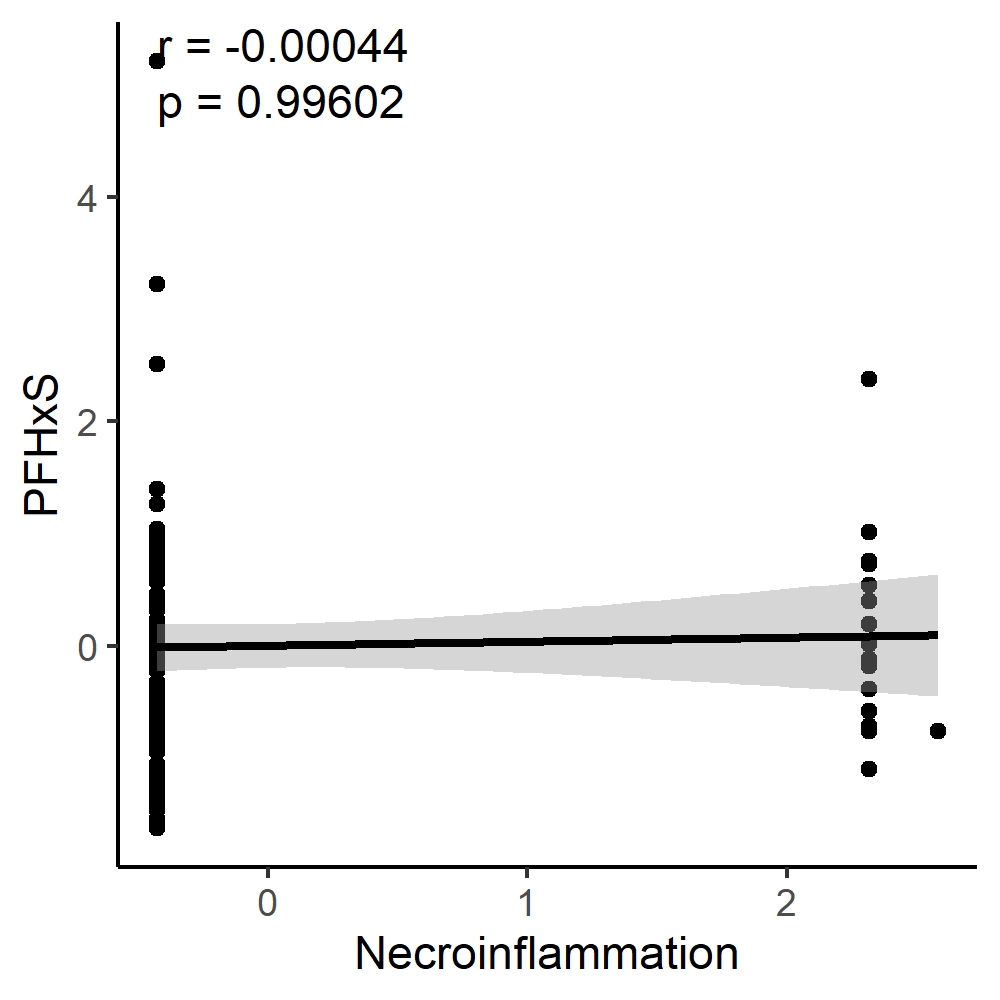 r = -0.00044
p = 0.99602
4
2
0
PFHxS
0 1 2
Necroinflammation